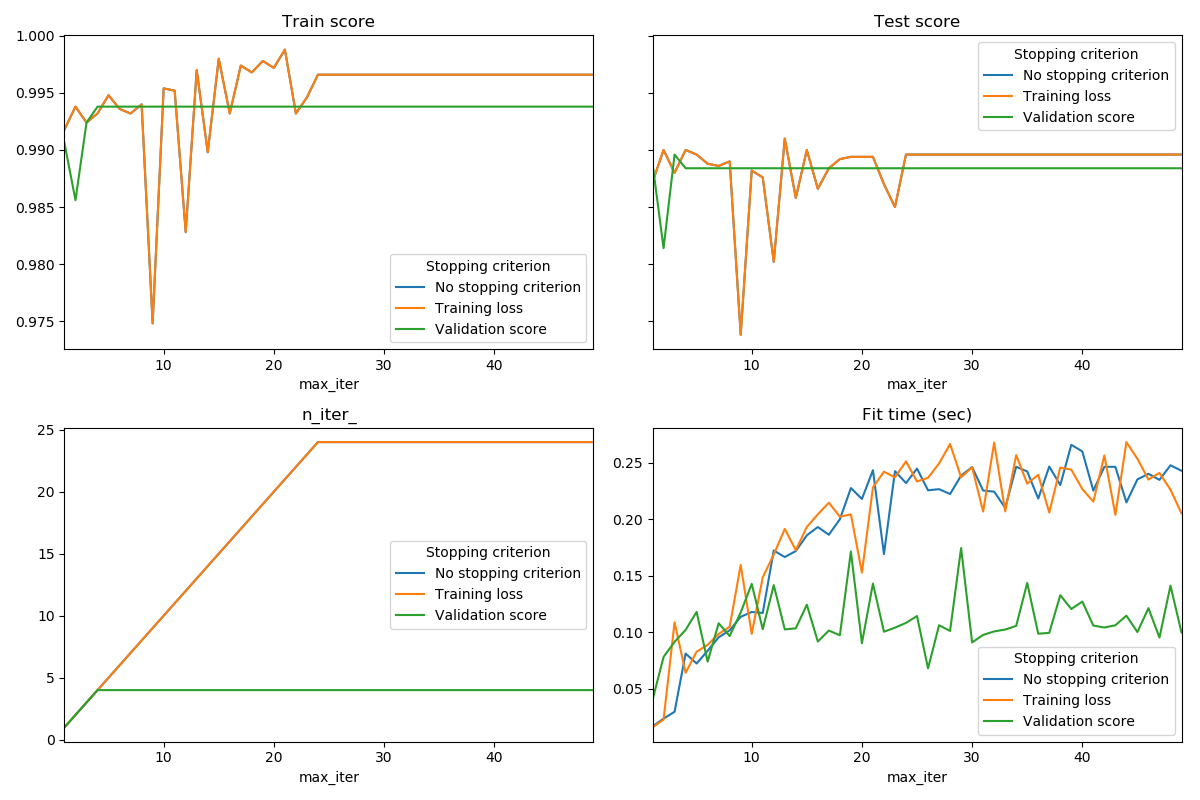 Train score
1.000
0.995
0.990
0.985
0.980
0.975
Stopping criterion
No stopping criterion
Training loss
Validation score
10
20
30
40
max_iter
Test score
Stopping criterion
No stopping criterion
Training loss
Validation score
10
20
30
40
max_iter
n_iter_
25
20
15
10
5
0
Stopping criterion
No stopping criterion
Training loss
Validation score
10
20
30
40
max_iter
Fit time (sec)
0.25
0.20
0.15
0.10
0.05
Stopping criterion
No stopping criterion
Training loss
Validation score
10
20
30
40
max_iter